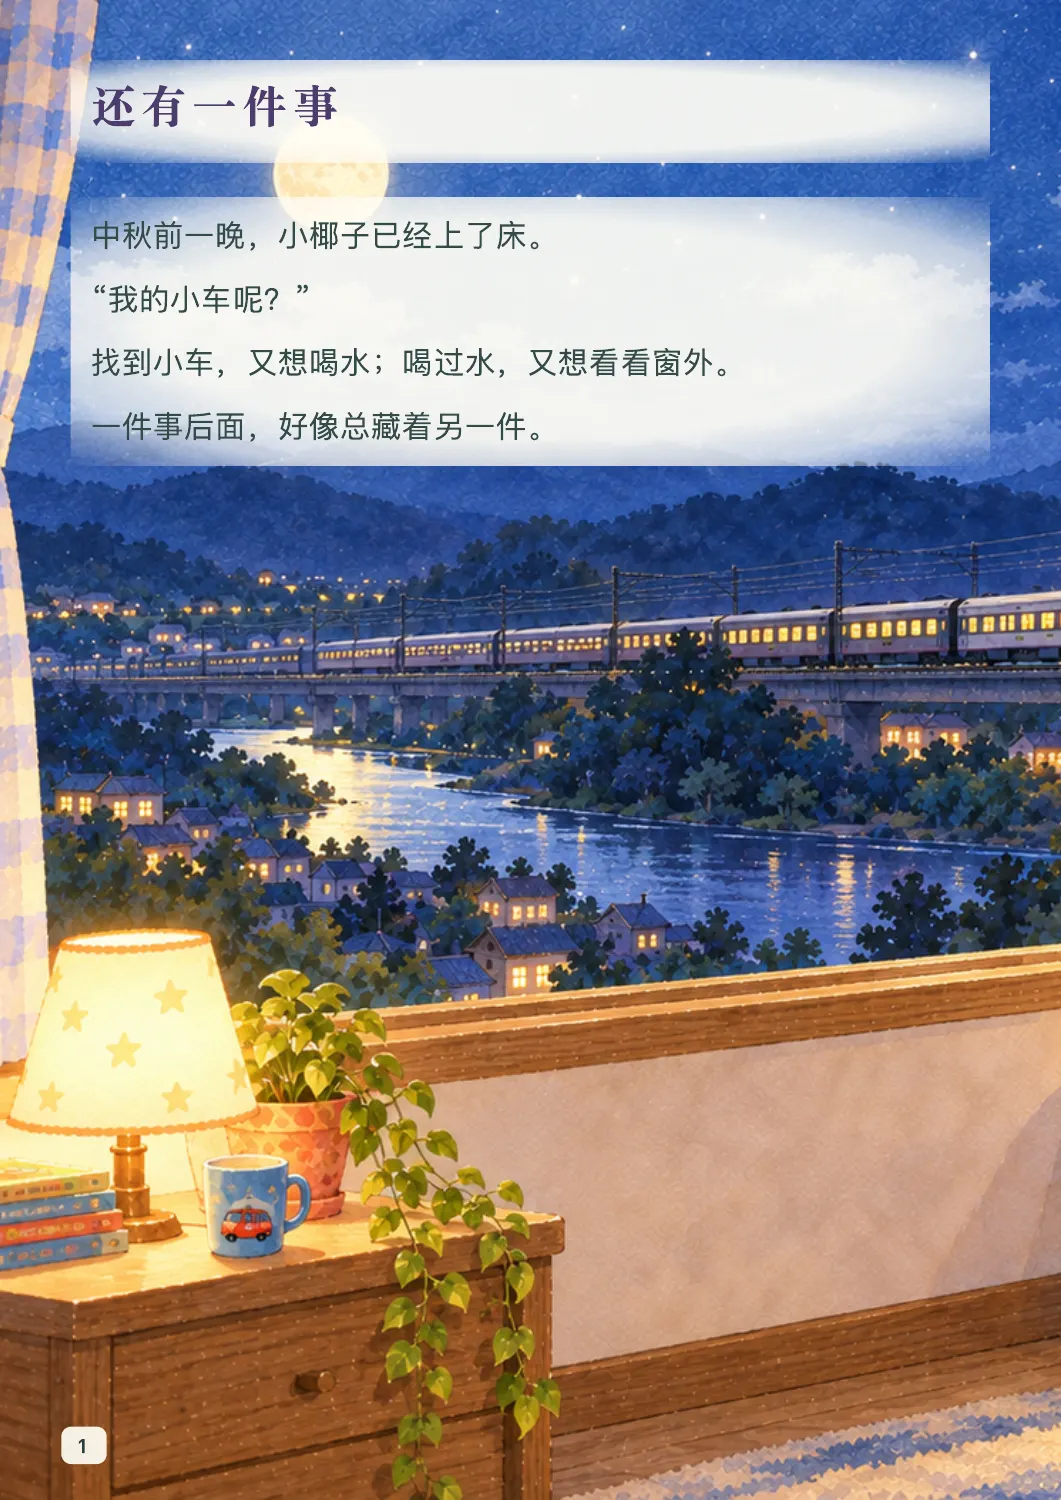 还有一件事
中秋前一晚，小椰子已经上了床。
“我的小车呢？”
找到小车，又想喝水；喝过水，又想看看窗外。
一件事后面，好像总藏着另一件。
1